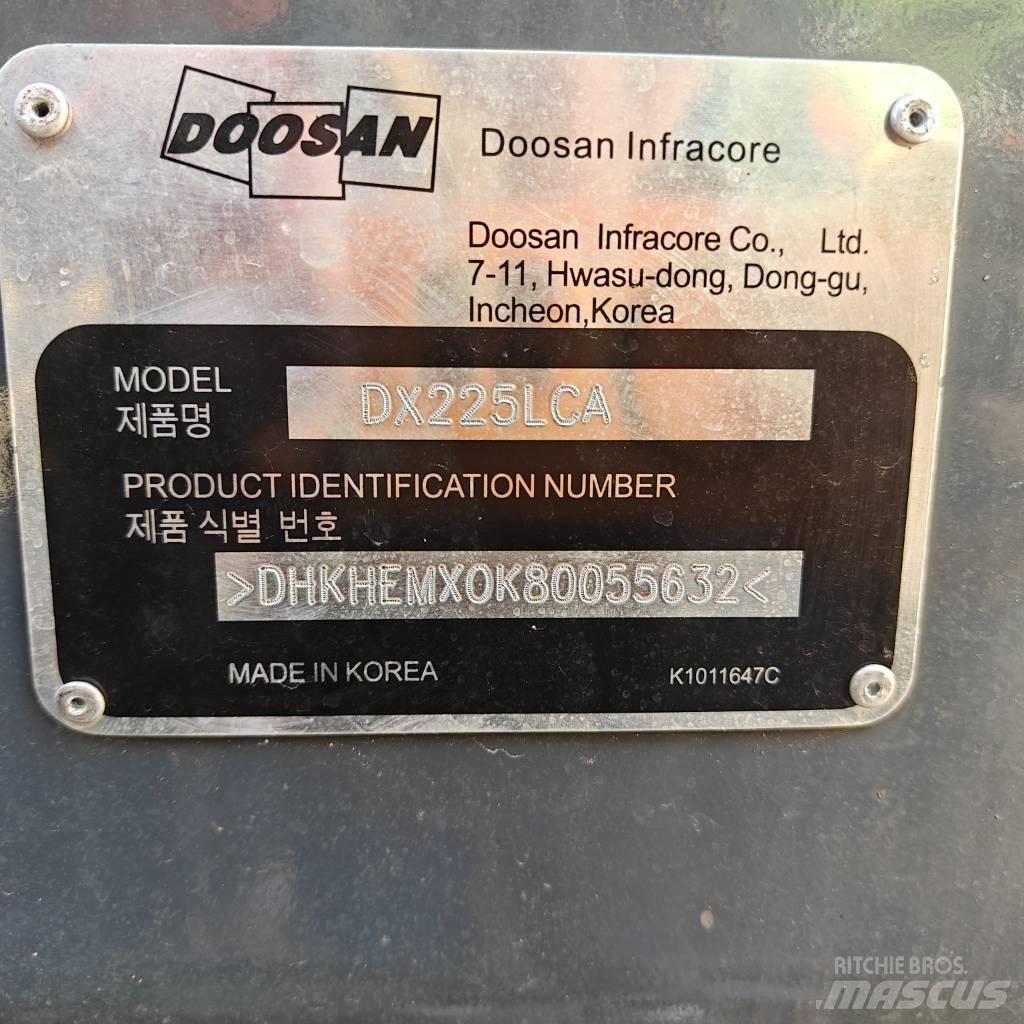 DOOSAN Doosan Infracore
Doosan Infracore Co., Ltd.
7-11, Hwasu-dong, Dong-gu,
Incheon,Korea
MODEL DX225LCA
제품명
PRODUCT IDENTIFICATION NUMBER
제품 식별 번호
>DHKHEMX0K80055632<
MADE IN KOREA K1011647C
RITCHIE BROS.
MASCUS